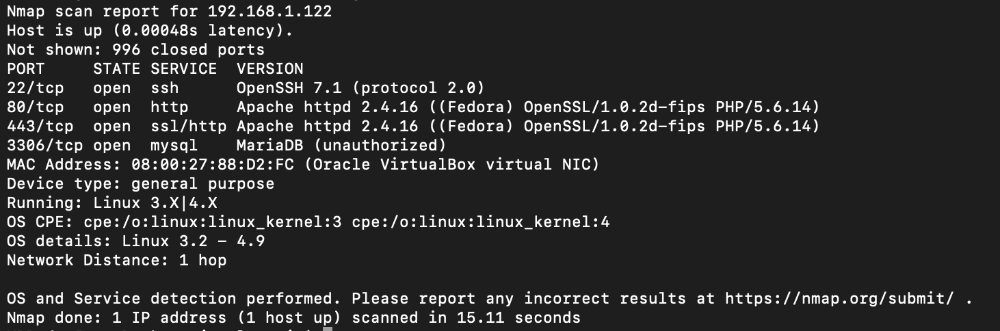 Nmap scan report for 192.168.1.122
Host is up (0.00048s latency).
Not shown: 996 closed ports
PORT     STATE SERVICE  VERSION
22/tcp   open  ssh      OpenSSH 7.1 (protocol 2.0)
80/tcp   open  http     Apache httpd 2.4.16 ((Fedora) OpenSSL/1.0.2d-fips PHP/5.6.14)
443/tcp  open  ssl/http Apache httpd 2.4.16 ((Fedora) OpenSSL/1.0.2d-fips PHP/5.6.14)
3306/tcp open  mysql    MariaDB (unauthorized)
MAC Address: 08:00:27:88:D2:FC (Oracle VirtualBox virtual NIC)
Device type: general purpose
Running: Linux 3.X|4.X
OS CPE: cpe:/o:linux:linux_kernel:3 cpe:/o:linux:linux_kernel:4
OS details: Linux 3.2 - 4.9
Network Distance: 1 hop
OS and Service detection performed. Please report any incorrect results at https://nmap.org/submit/ .
Nmap done: 1 IP address (1 host up) scanned in 15.11 seconds